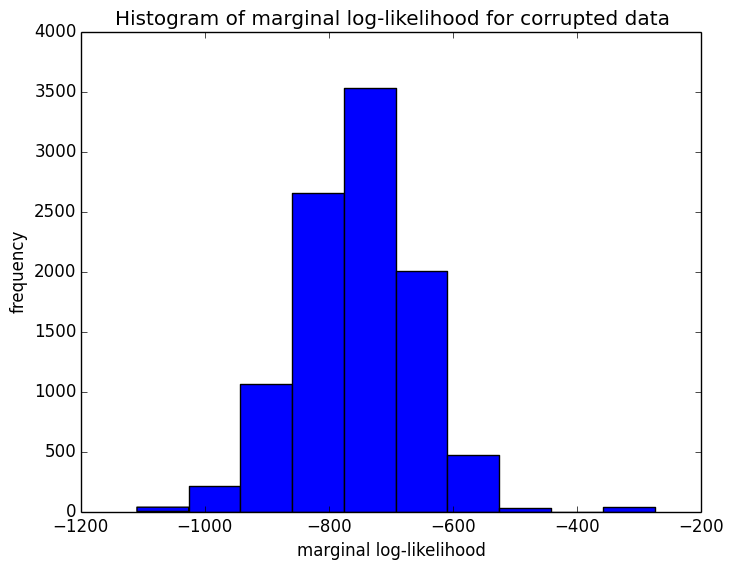 Histogram of marginal log-likelihood for corrupted data
4000
3500
3000
2500
2000
1500
1000
500
0
frequency
−1200 −1000 −800 −600 −400 −200
marginal log-likelihood